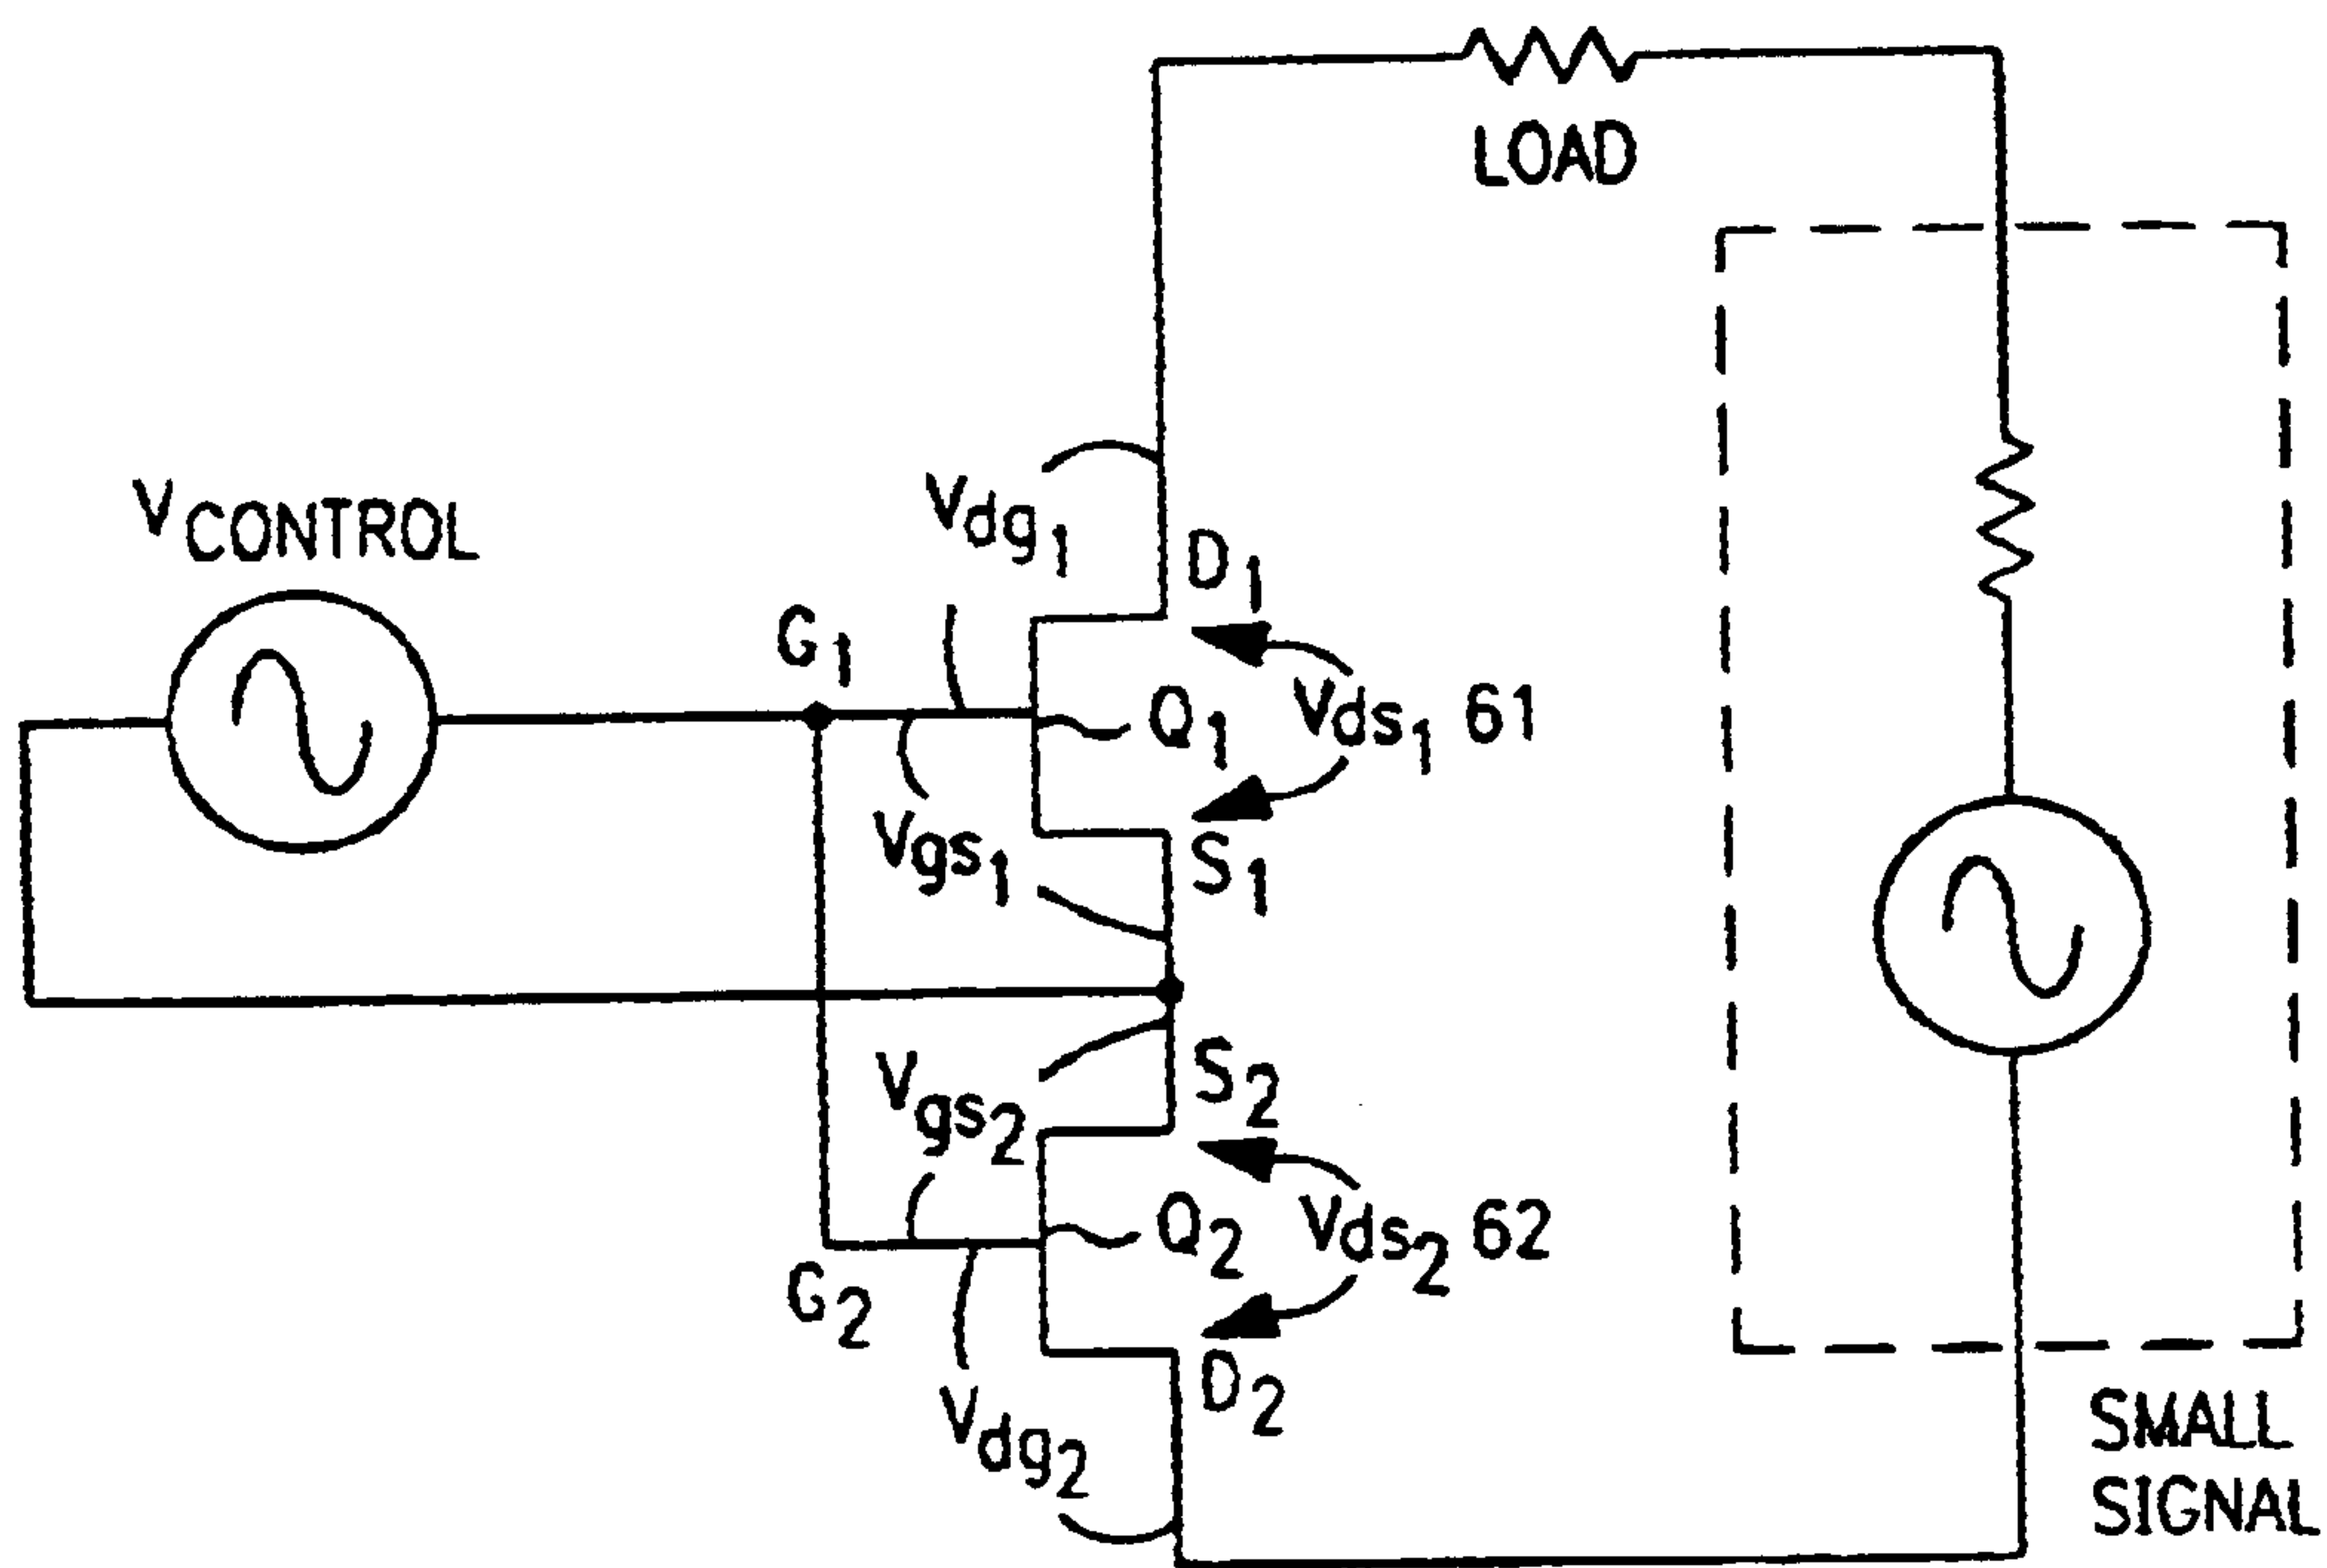 LOAD
VCONTROL
Vdg1
D1
G1
Q1
Vds1 61
Vgs1
S1
Vgs2
S2
Q2
Vds2 62
G2
D2
Vdg2
SMALL
SIGNAL